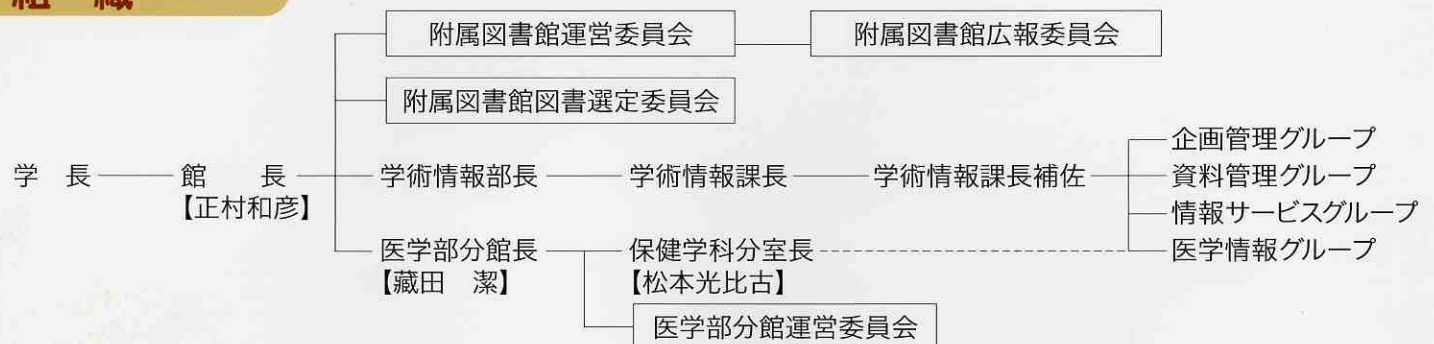 組　織
附属図書館運営委員会　附属図書館広報委員会
附属図書館図書選定委員会
企画管理グループ
学　長　館　　長　学術情報部長　学術情報課長　学術情報課長補佐　資料管理グループ
【正村和彦】
情報サービスグループ
医学部分館長　保健学科分室長　医学情報グループ
【藏田　潔】　【松本光比古】
医学部分館運営委員会